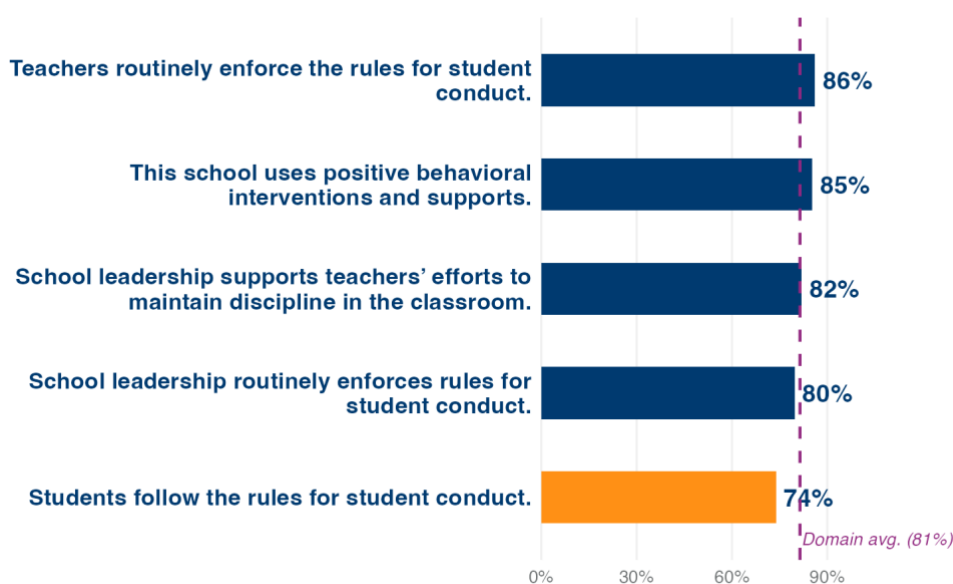 Teachers routinely enforce the rules for student
conduct.
86%
This school uses positive behavioral
interventions and supports.
85%
School leadership supports teachers’ efforts to
maintain discipline in the classroom.
82%
School leadership routinely enforces rules for
student conduct.
80%
Students follow the rules for student conduct.
74%
Domain avg. (81%)
0% 30% 60% 90%